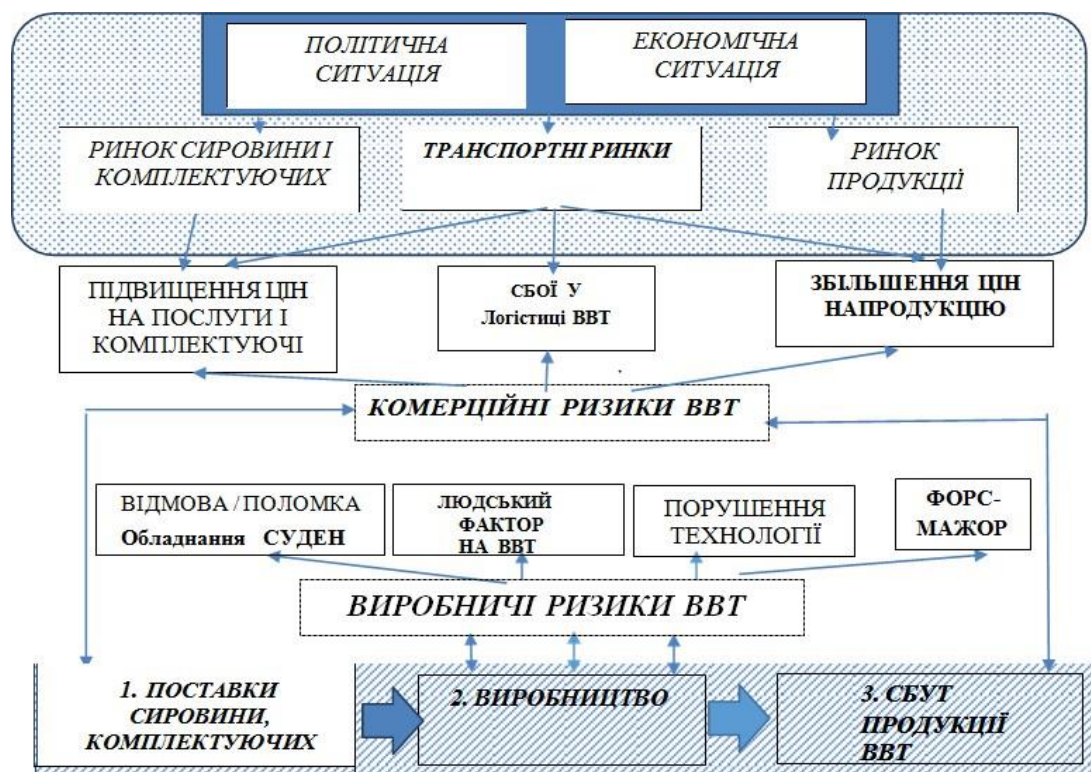 ПОЛІТИЧНА
СИТУАЦІЯ
ЕКОНОМІЧНА
СИТУАЦІЯ
РИНОК СИРОВИНИ І
КОМПЛЕКТУЮЧИХ
ТРАНСПОРТНІ РИНКИ
РИНОК
ПРОДУКЦІЇ
ПІДВИЩЕННЯ ЦІН
НА ПОСЛУГИ І
КОМПЛЕКТУЮЧІ
СБОЇ У
Логістиці ВВТ
ЗБІЛЬШЕННЯ ЦІН
НАПРОДУКЦІЮ
КОМЕРЦІЙНІ РИЗИКИ ВВТ
ВІДМОВА / ПОЛОМКА
Обладнання СУДЕН
ЛЮДСЬКИЙ
ФАКТОР
НА ВВТ
ПОРУШЕННЯ
ТЕХНОЛОГІЇ
ФОРС-
МАЖОР
ВИРОБНИЧІ РИЗИКИ ВВТ
1. ПОСТАВКИ
СИРОВИНИ,
КОМПЛЕКТУЮЧИХ
2. ВИРОБНИЦТВО
3. СБУТ
ПРОДУКЦІЇ
ВВТ